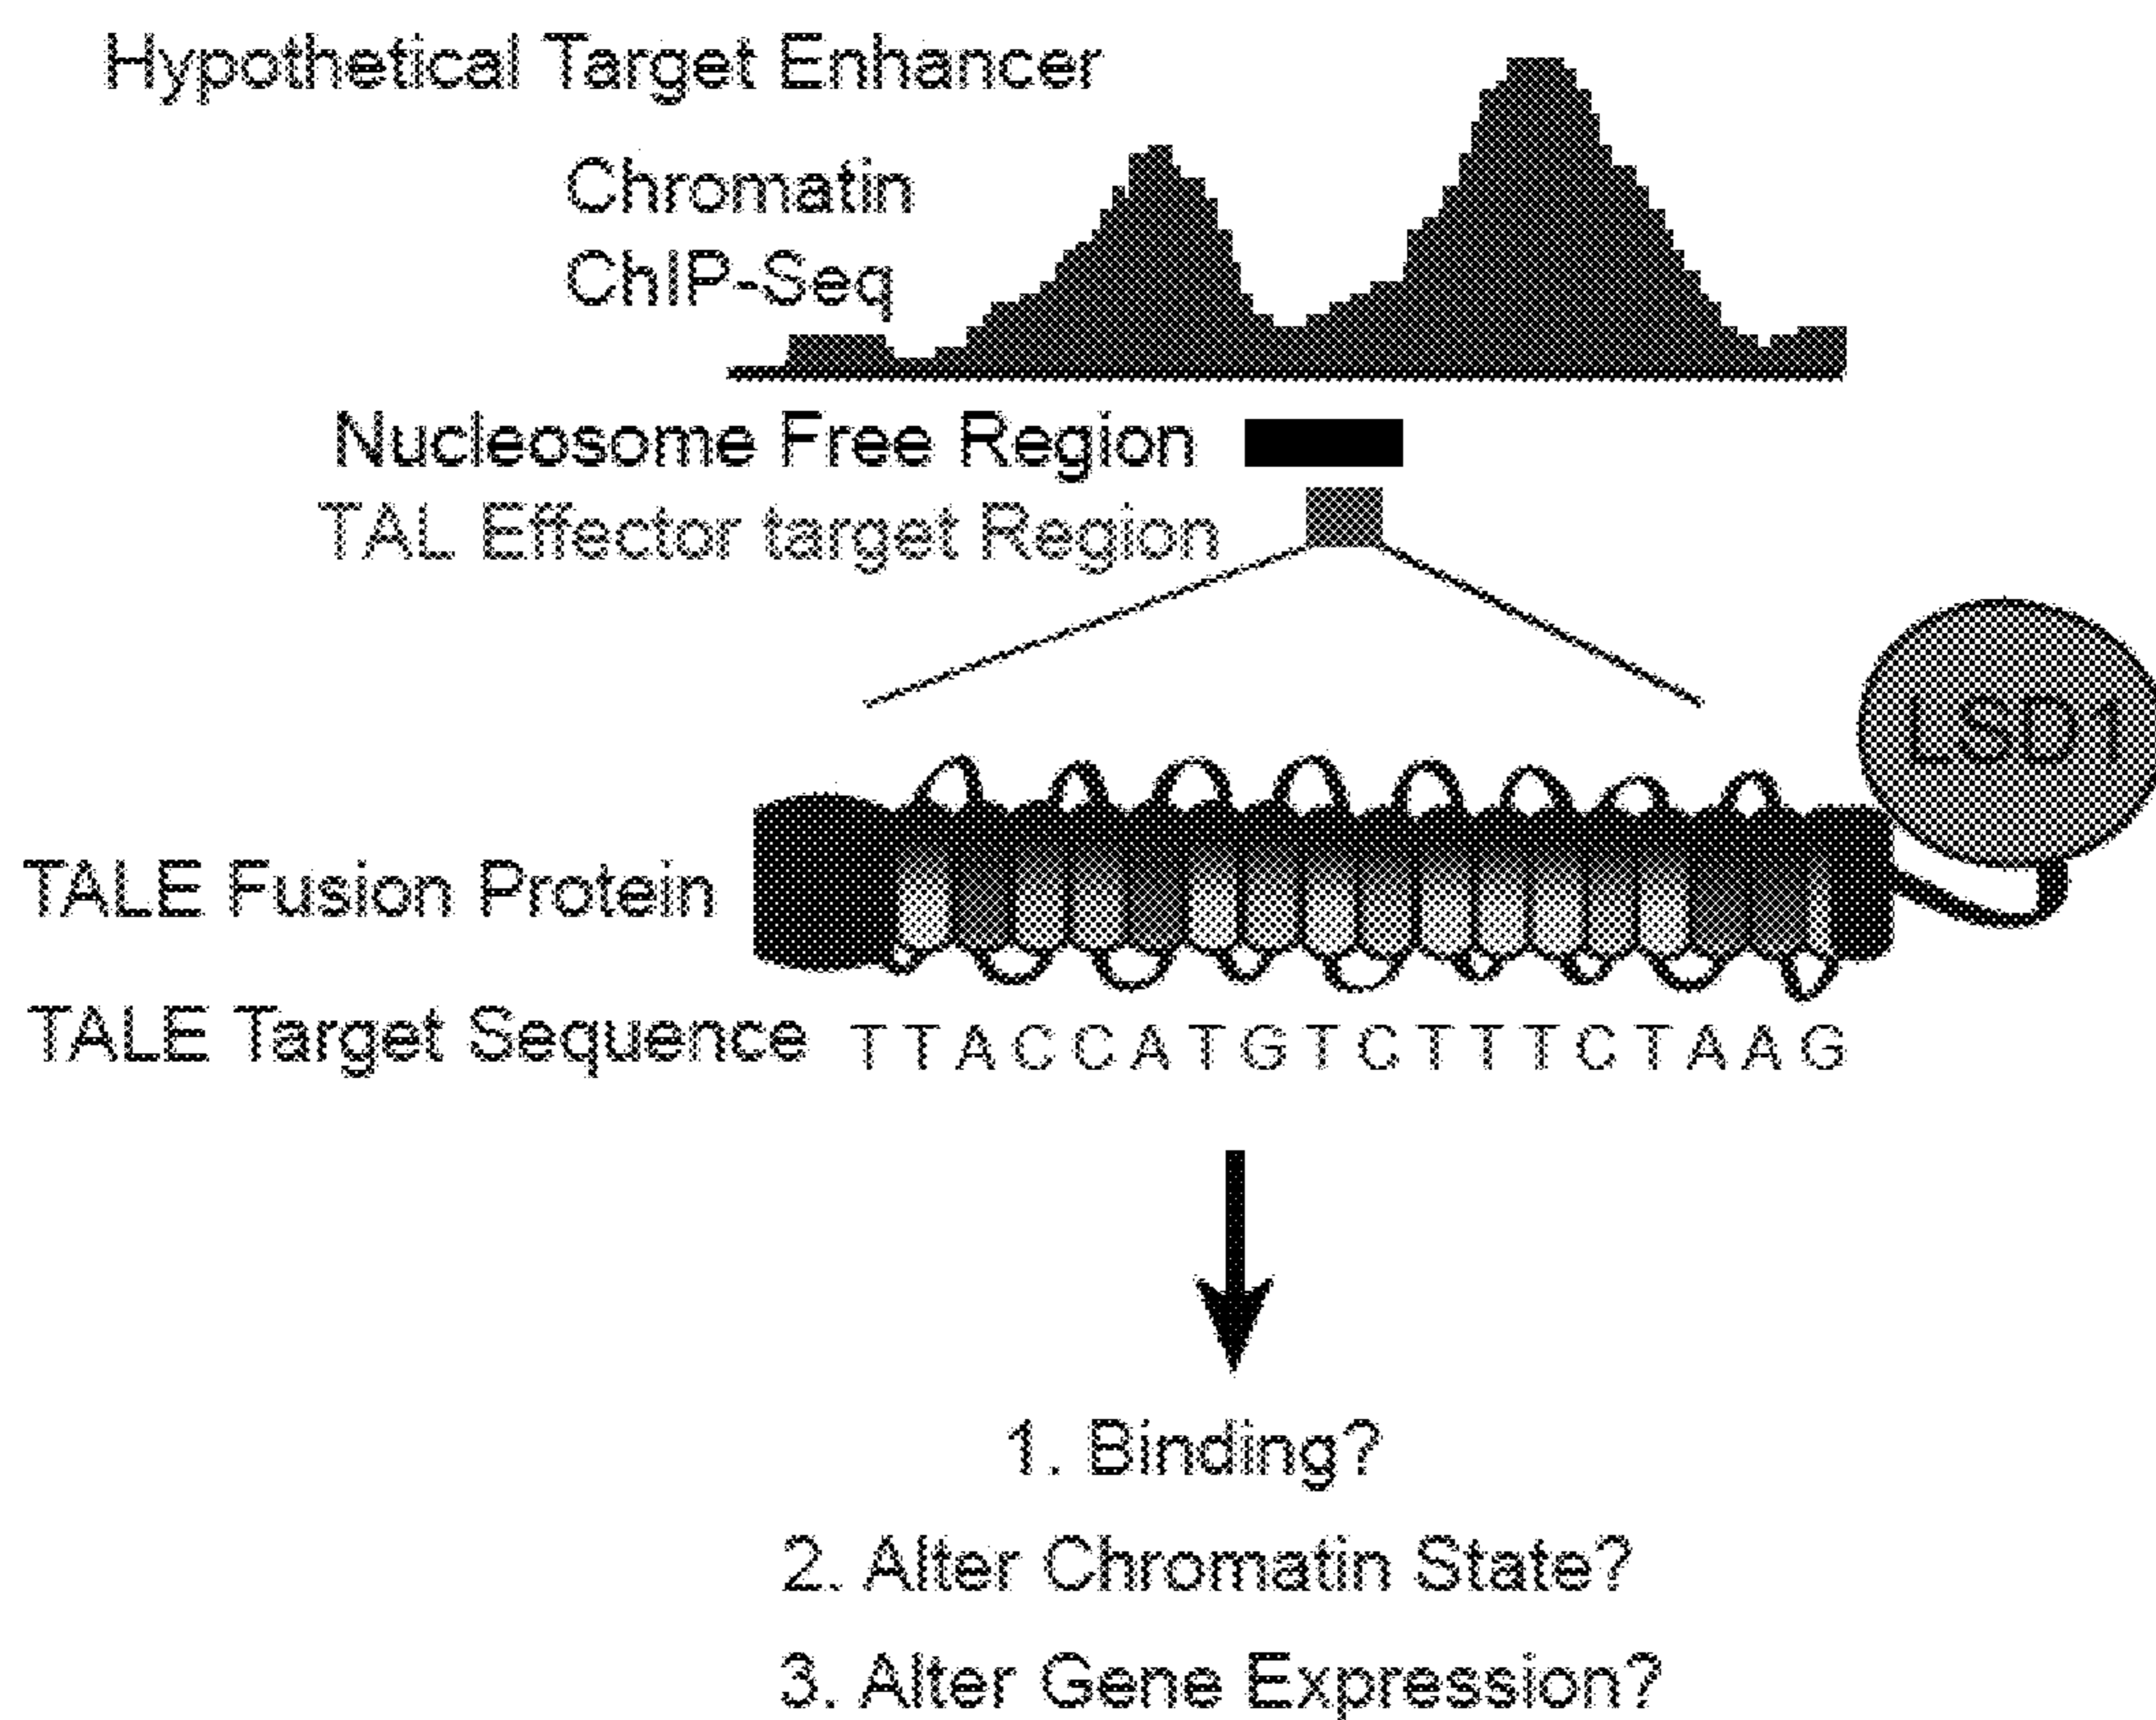 Hypothetical Target Enhancer
Chromatin
ChIP-Seq
Nucleosome Free Region
TAL Effector target Region
LSD1
TALE Fusion Protein
TALE Target Sequence TTACCATGTCTTTCTAAG
1. Binding?
2. Alter Chromatin State?
3. Alter Gene Expression?